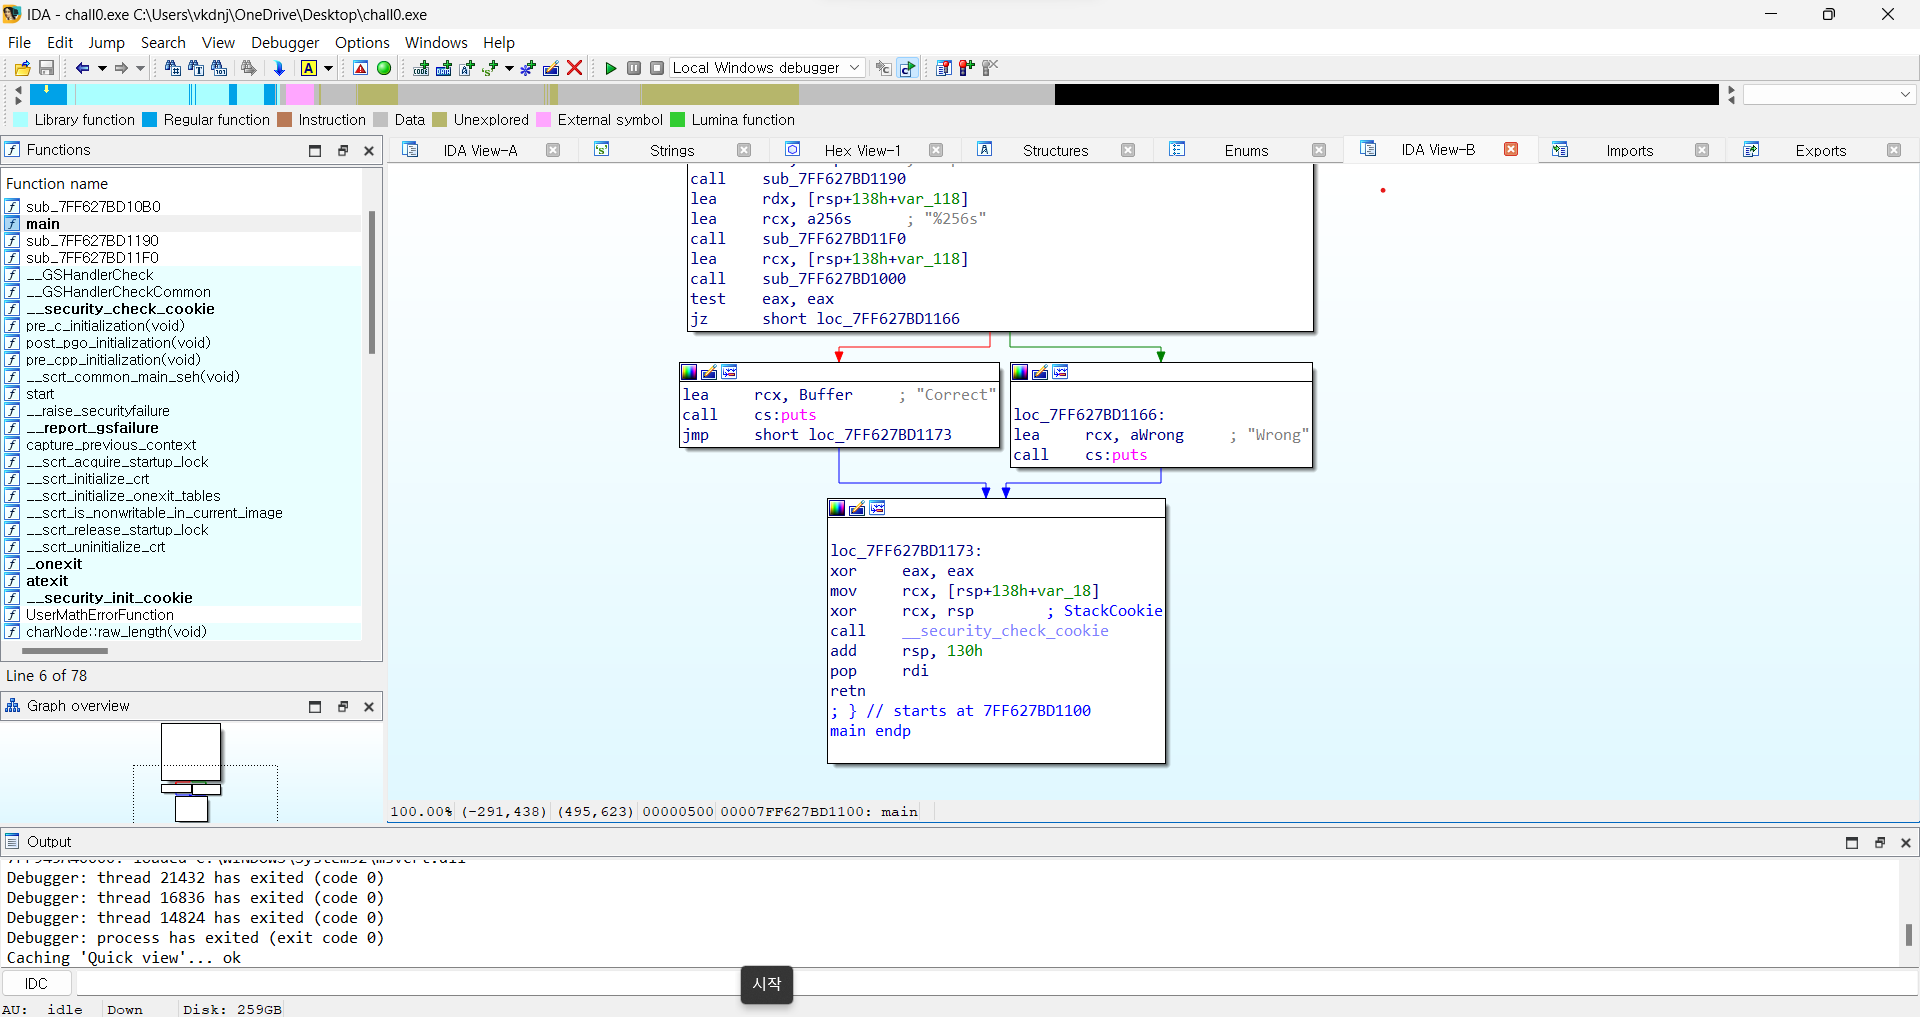 IDA - chall0.exe C:\Users\vkdnj\OneDrive\Desktop\chall0.exe
File Edit Jump Search View Debugger Options Windows Help
Local Windows debugger
Library function Regular function Instruction Data Unexplored External symbol Lumina function
Functions
Function name
sub_7FF627BD10B0
main
sub_7FF627BD1190
sub_7FF627BD11F0
__GSHandlerCheck
__GSHandlerCheckCommon
__security_check_cookie
pre_c_initialization(void)
post_pgo_initialization(void)
pre_cpp_initialization(void)
__scrt_common_main_seh(void)
start
__raise_securityfailure
__report_gsfailure
capture_previous_context
__scrt_acquire_startup_lock
__scrt_initialize_crt
__scrt_initialize_onexit_tables
__scrt_is_nonwritable_in_current_image
__scrt_release_startup_lock
__scrt_uninitialize_crt
_onexit
atexit
__security_init_cookie
UserMathErrorFunction
charNode::raw_length(void)
Line 6 of 78
Graph overview
IDA View-A Strings Hex View-1 Structures Enums IDA View-B Imports Exports
call sub_7FF627BD1190
lea rdx, [rsp+138h+var_118]
lea rcx, a256s ; "%256s"
call sub_7FF627BD11F0
lea rcx, [rsp+138h+var_118]
call sub_7FF627BD1000
test eax, eax
jz short loc_7FF627BD1166
lea rcx, Buffer ; "Correct"
call cs:puts
jmp short loc_7FF627BD1173
loc_7FF627BD1166:
lea rcx, aWrong ; "Wrong"
call cs:puts
loc_7FF627BD1173:
xor eax, eax
mov rcx, [rsp+138h+var_18]
xor rcx, rsp ; StackCookie
call __security_check_cookie
add rsp, 130h
pop rdi
retn
; } // starts at 7FF627BD1100
main endp
100.00% (-291,438) (495,623) 00000500 00007FF627BD1100: main
Output
Debugger: thread 21432 has exited (code 0)
Debugger: thread 16836 has exited (code 0)
Debugger: thread 14824 has exited (code 0)
Debugger: process has exited (exit code 0)
Caching 'Quick view'... ok
IDC
시작
AU: idle Down Disk: 259GB